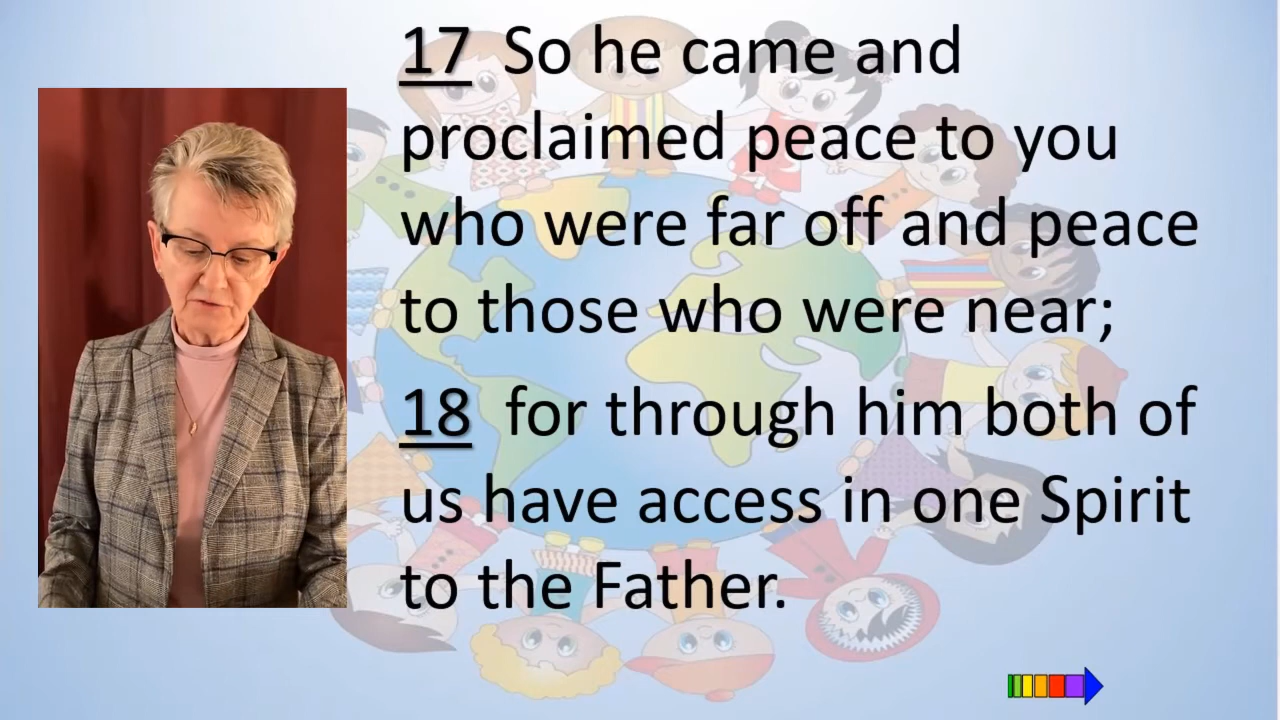 17 So he came and
proclaimed peace to you
who were far off and peace
to those who were near;
18 for through him both of
us have access in one Spirit
to the Father.